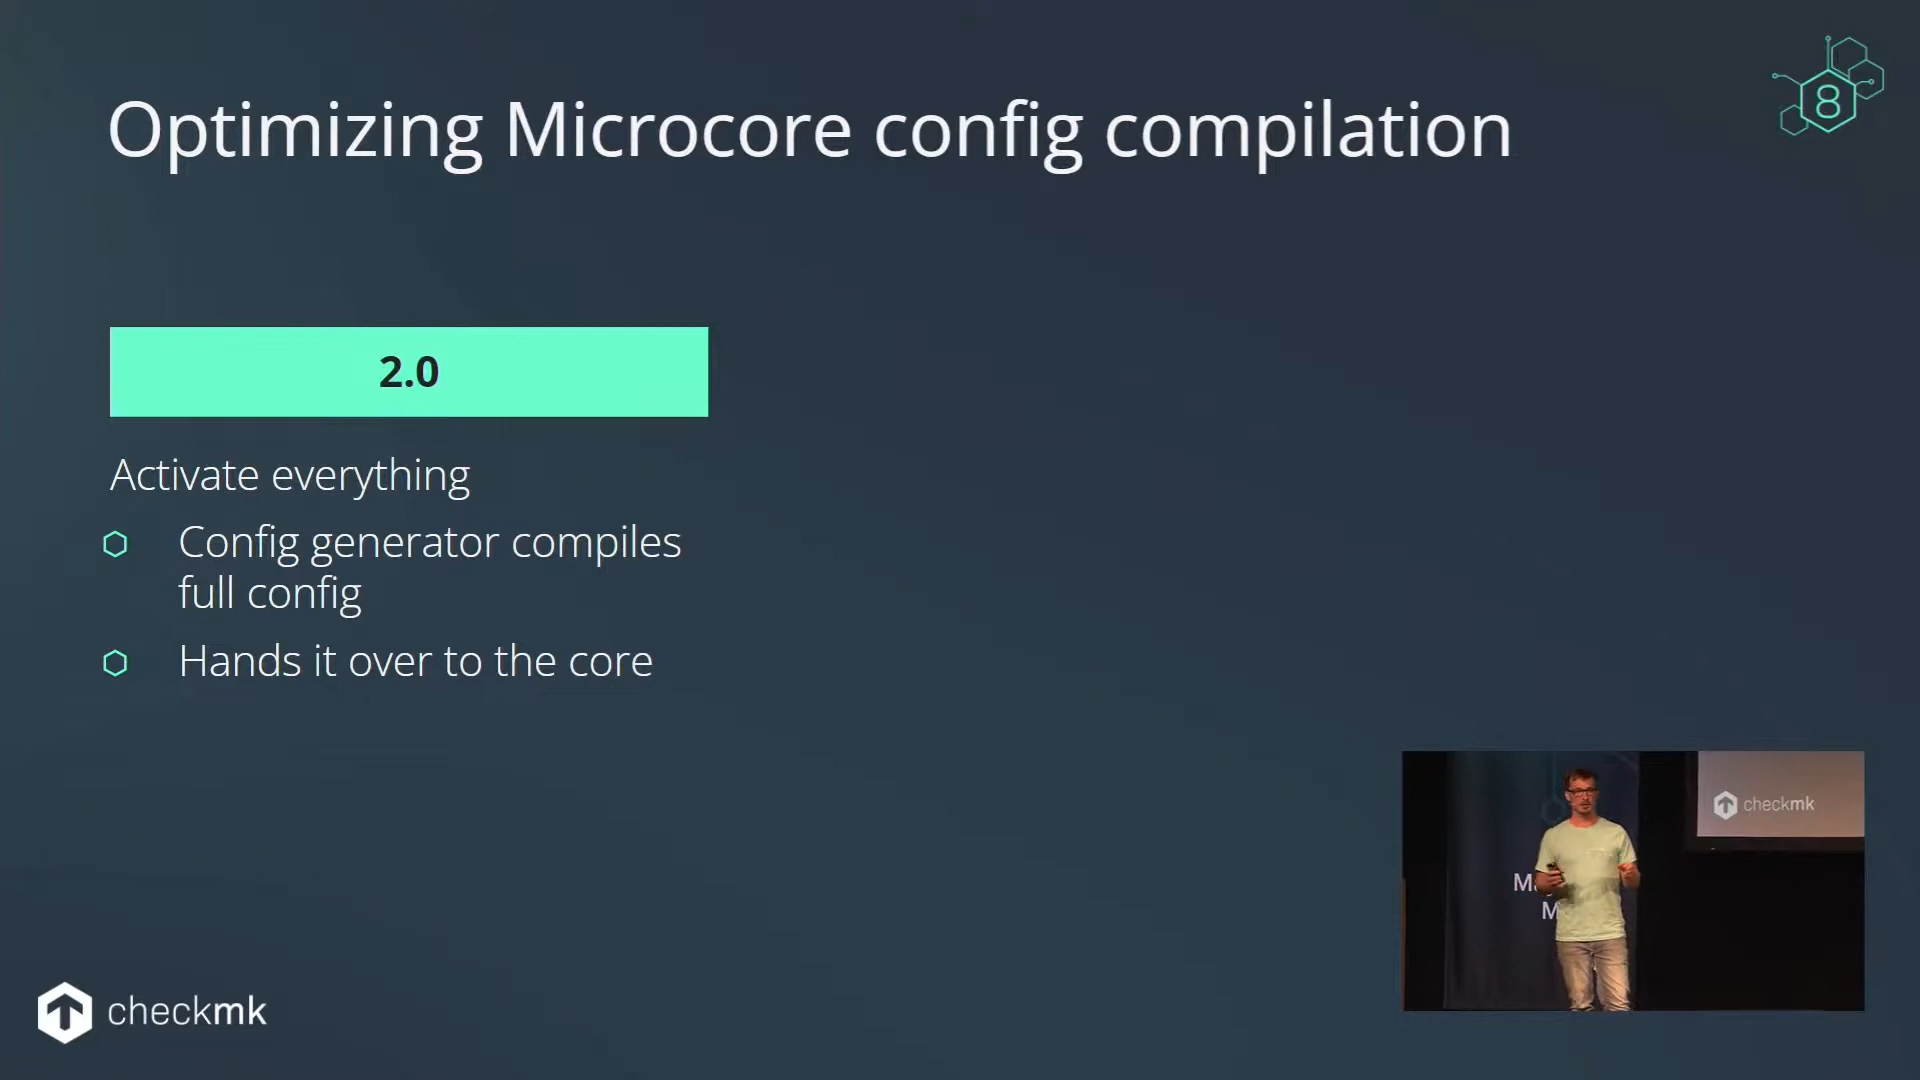 Optimizing Microcore config compilation
8
2.0
Activate everything
Config generator compiles
full config
Hands it over to the core
checkmk
checkmk